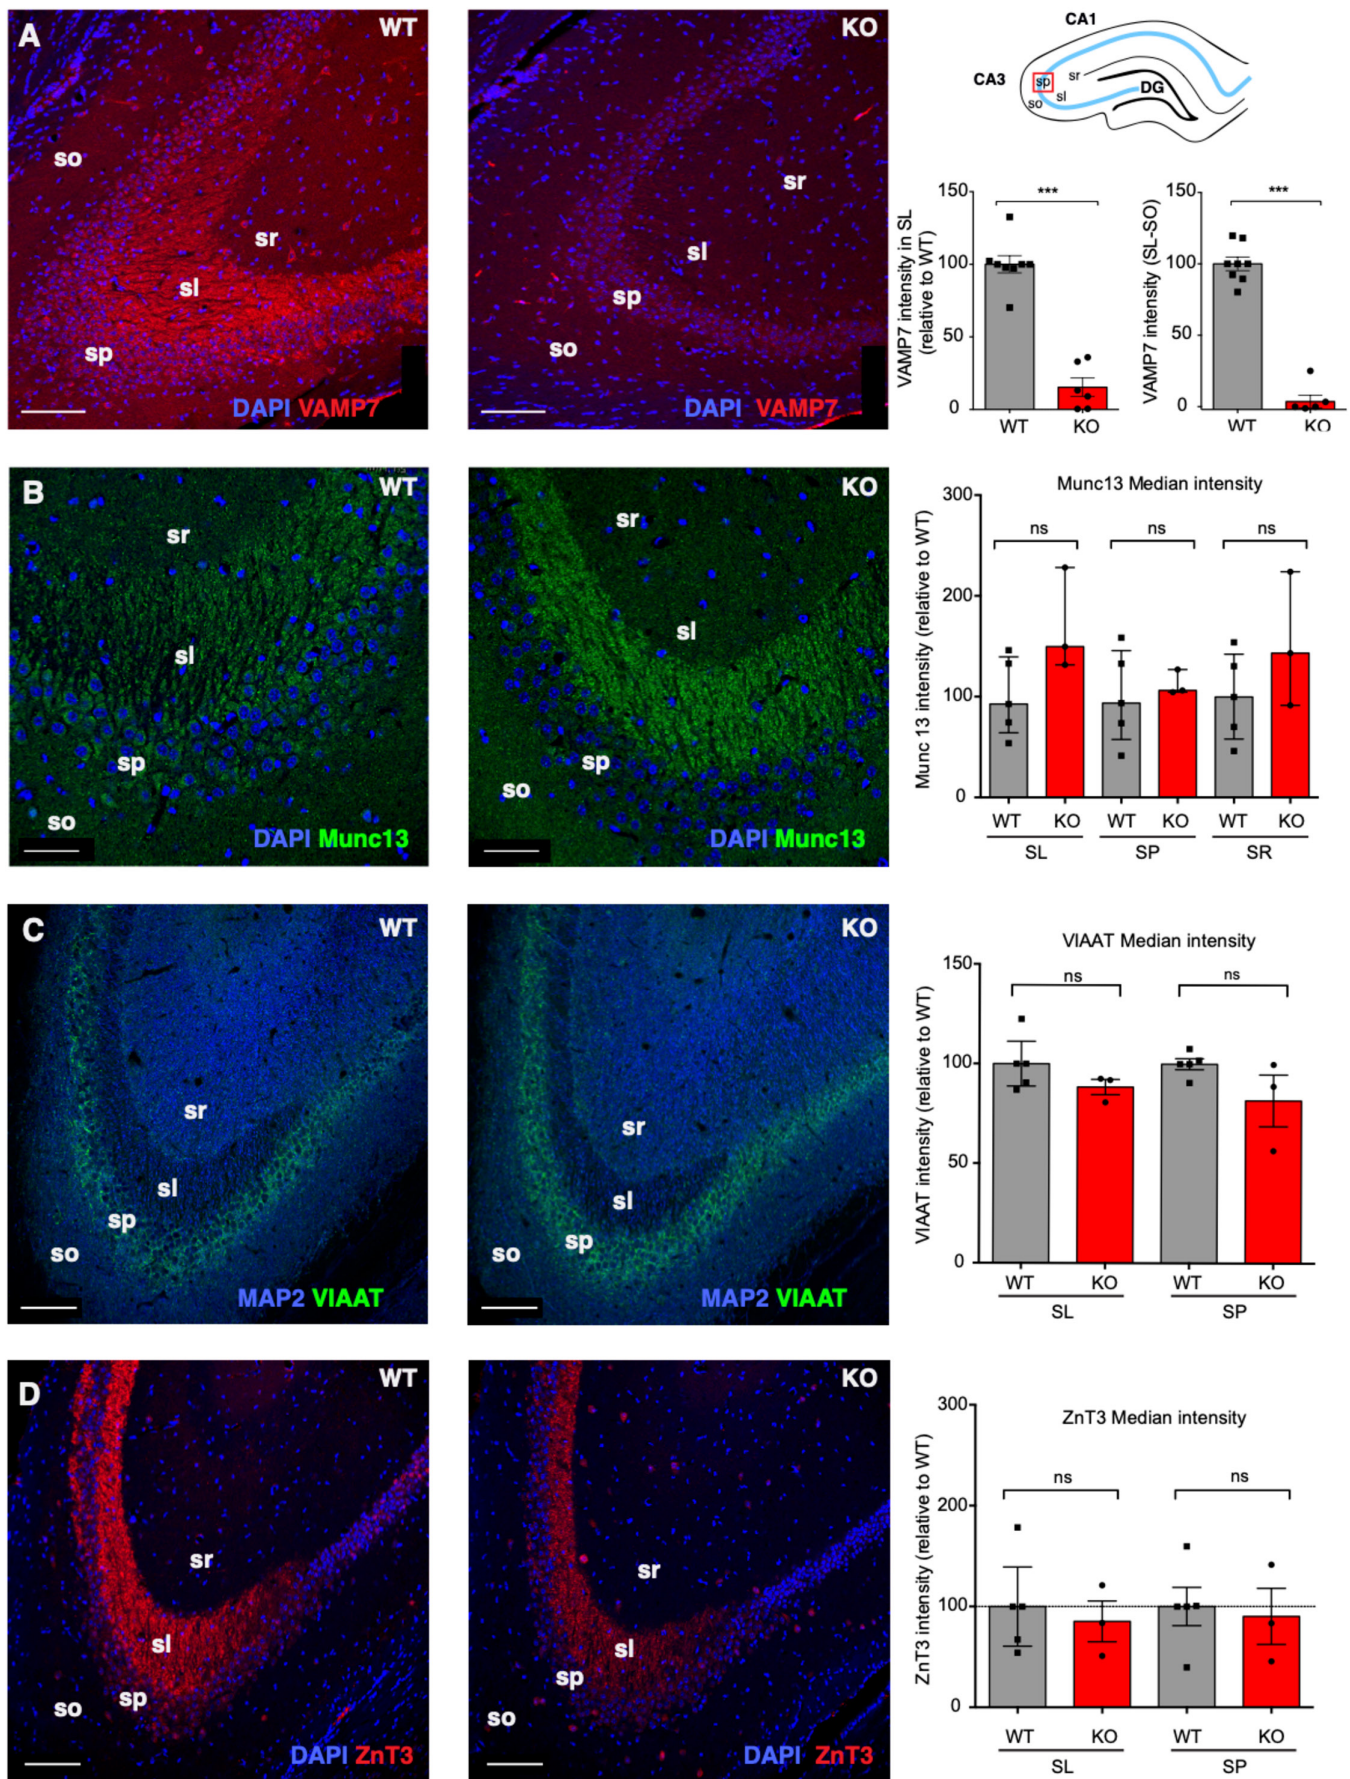 A
WT
so
sr
sl
sp
DAPI VAMP7
KO
sr
sl
sp
so
DAPI VAMP7
CA1
CA3
sp
sr
so
sl
DG
VAMP7 intensity in SL
(relative to WT)
150
100
50
0
***
WT
KO
VAMP7 intensity (SL-SO)
150
100
50
0
***
WT
KO
B
WT
sr
sl
sp
so
DAPI Munc13
KO
sr
sl
sp
so
DAPI Munc13
Munc13 Median intensity
Munc 13 intensity (relative to WT)
300
200
100
0
ns
ns
ns
WT
KO
WT
KO
WT
KO
SL
SP
SR
C
WT
sr
sl
sp
so
MAP2 VIAAT
KO
sr
sl
sp
so
MAP2 VIAAT
VIAAT Median intensity
VIAAT intensity (relative to WT)
150
100
50
0
ns
ns
WT
KO
WT
KO
SL
SP
D
WT
sr
sl
sp
so
DAPI ZnT3
KO
sr
sl
sp
so
DAPI ZnT3
ZnT3 Median intensity
ZnT3 intensity (relative to WT)
300
200
100
0
ns
ns
WT
KO
WT
KO
SL
SP